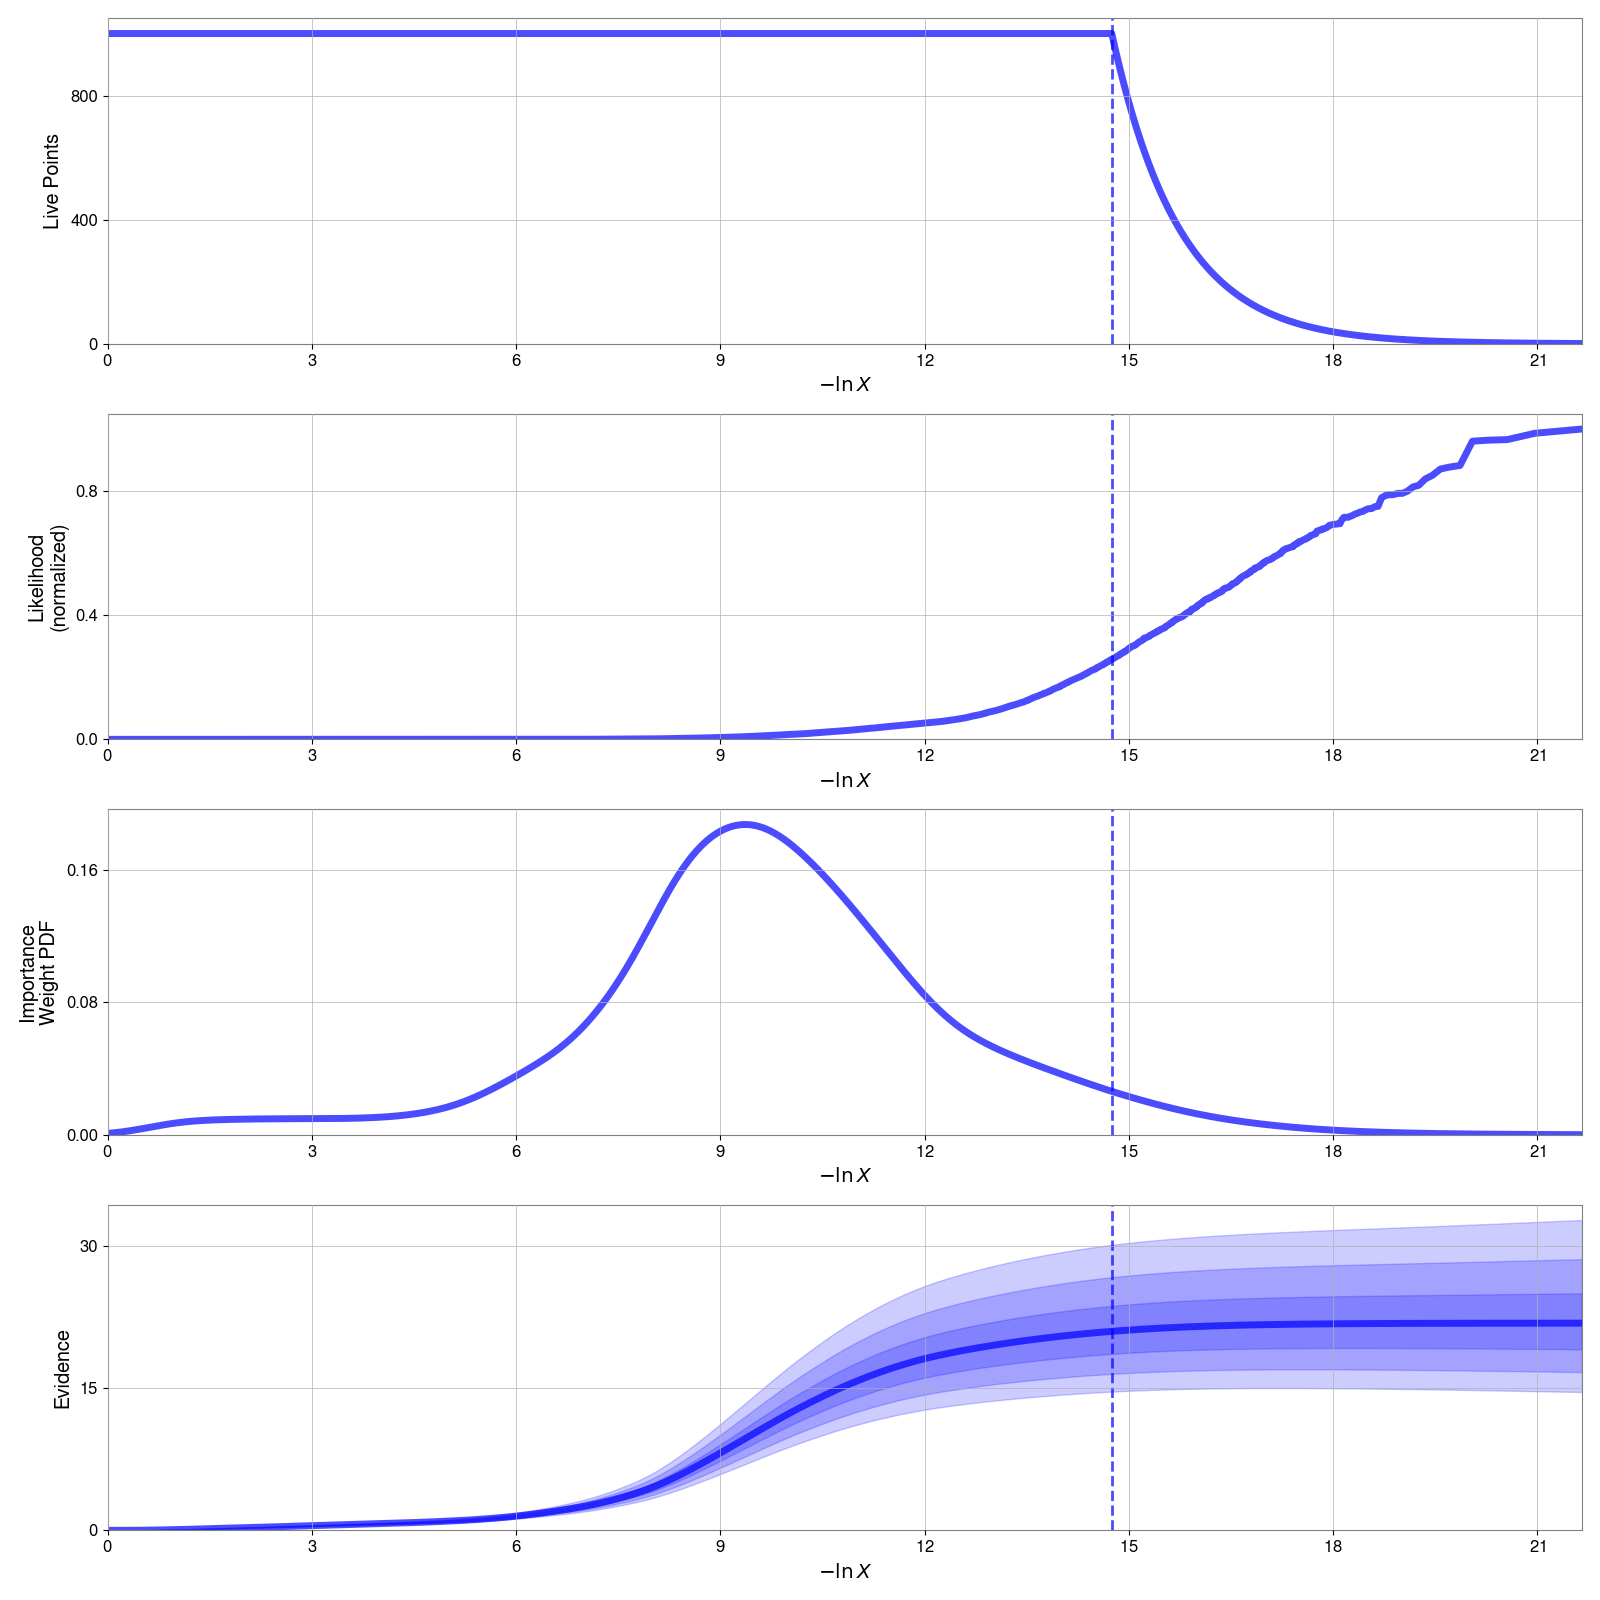 800
400
0
Live Points
0 3 6 9 12 15 18 21
−ln X
0.8
0.4
0.0
Likelihood
(normalized)
0 3 6 9 12 15 18 21
−ln X
0.16
0.08
0.00
Importance
Weight PDF
0 3 6 9 12 15 18 21
−ln X
30
15
0
Evidence
0 3 6 9 12 15 18 21
−ln X